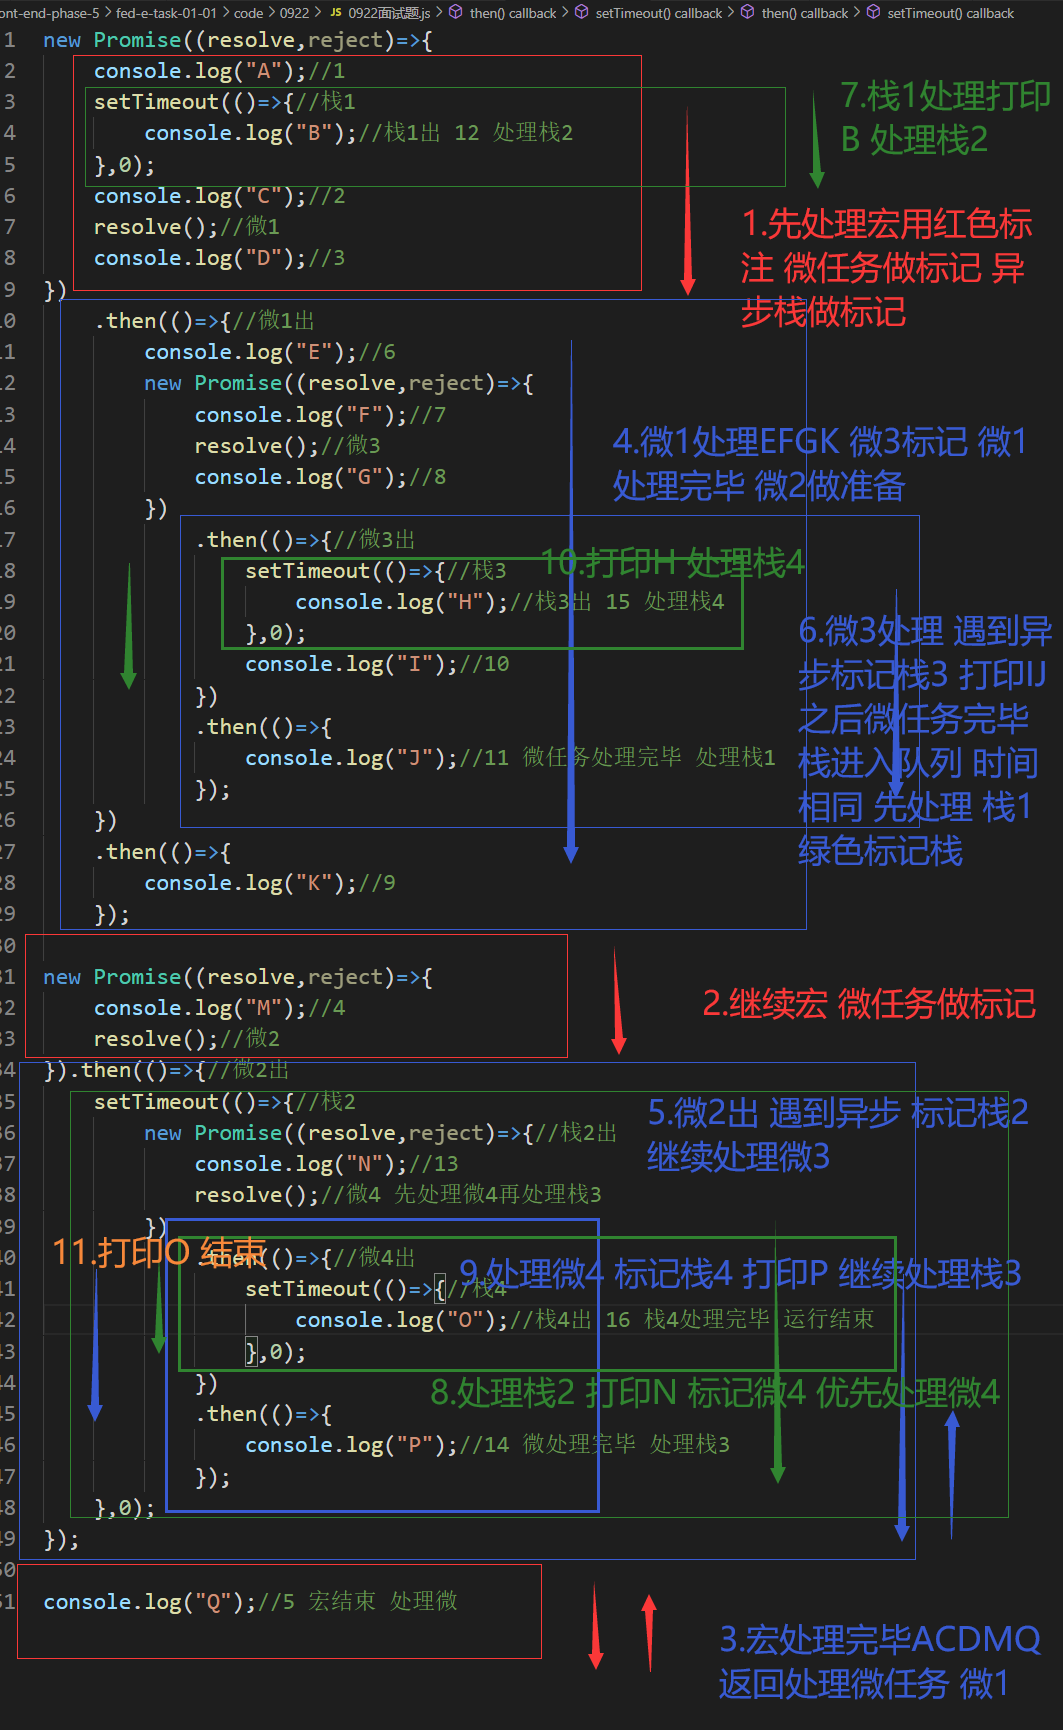 ont-end-phase-5 > fed-e-task-01-01 > code > 0922 > JS 0922面试题.js > then() callback > setTimeout() callback > then() callback > setTimeout() callback
1 new Promise((resolve,reject)=>{
2 console.log("A");//1
3 setTimeout(()=>{//栈1
4 console.log("B");//栈1出 12 处理栈2
5 },0);
6 console.log("C");//2
7 resolve();//微1
8 console.log("D");//3
9 })
10 .then(()=>{//微1出
11 console.log("E");//6
12 new Promise((resolve,reject)=>{
13 console.log("F");//7
14 resolve();//微3
15 console.log("G");//8
16 })
17 .then(()=>{//微3出
18 setTimeout(()=>{//栈3
19 console.log("H");//栈3出 15 处理栈4
20 },0);
21 console.log("I");//10
22 })
23 .then(()=>{
24 console.log("J");//11 微任务处理完毕 处理栈1
25 });
26 })
27 .then(()=>{
28 console.log("K");//9
29 });
30
31 new Promise((resolve,reject)=>{
32 console.log("M");//4
33 resolve();//微2
34 }).then(()=>{//微2出
35 setTimeout(()=>{//栈2
36 new Promise((resolve,reject)=>{//栈2出
37 console.log("N");//13
38 resolve();//微4 先处理微4再处理栈3
39 })
40 .then(()=>{//微4出
41 setTimeout(()=>{//栈4
42 console.log("O");//栈4出 16 栈4处理完毕 运行结束
43 },0);
44 })
45 .then(()=>{
46 console.log("P");//14 微处理完毕 处理栈3
47 });
48 },0);
49 });
50
51 console.log("Q");//5 宏结束 处理微
7.栈1处理打印
B 处理栈2
1.先处理宏用红色标
注 微任务做标记 异
步栈做标记
4.微1处理EFGK 微3标记 微1
处理完毕 微2做准备
10.打印H 处理栈4
6.微3处理 遇到异
步标记栈3 打印IJ
之后微任务完毕
栈进入队列 时间
相同 先处理 栈1
绿色标记栈
2.继续宏 微任务做标记
5.微2出 遇到异步 标记栈2
继续处理微3
11.打印O 结束
9.处理微4 标记栈4 打印P 继续处理栈3
8.处理栈2 打印N 标记微4 优先处理微4
3.宏处理完毕ACDMQ
返回处理微任务 微1